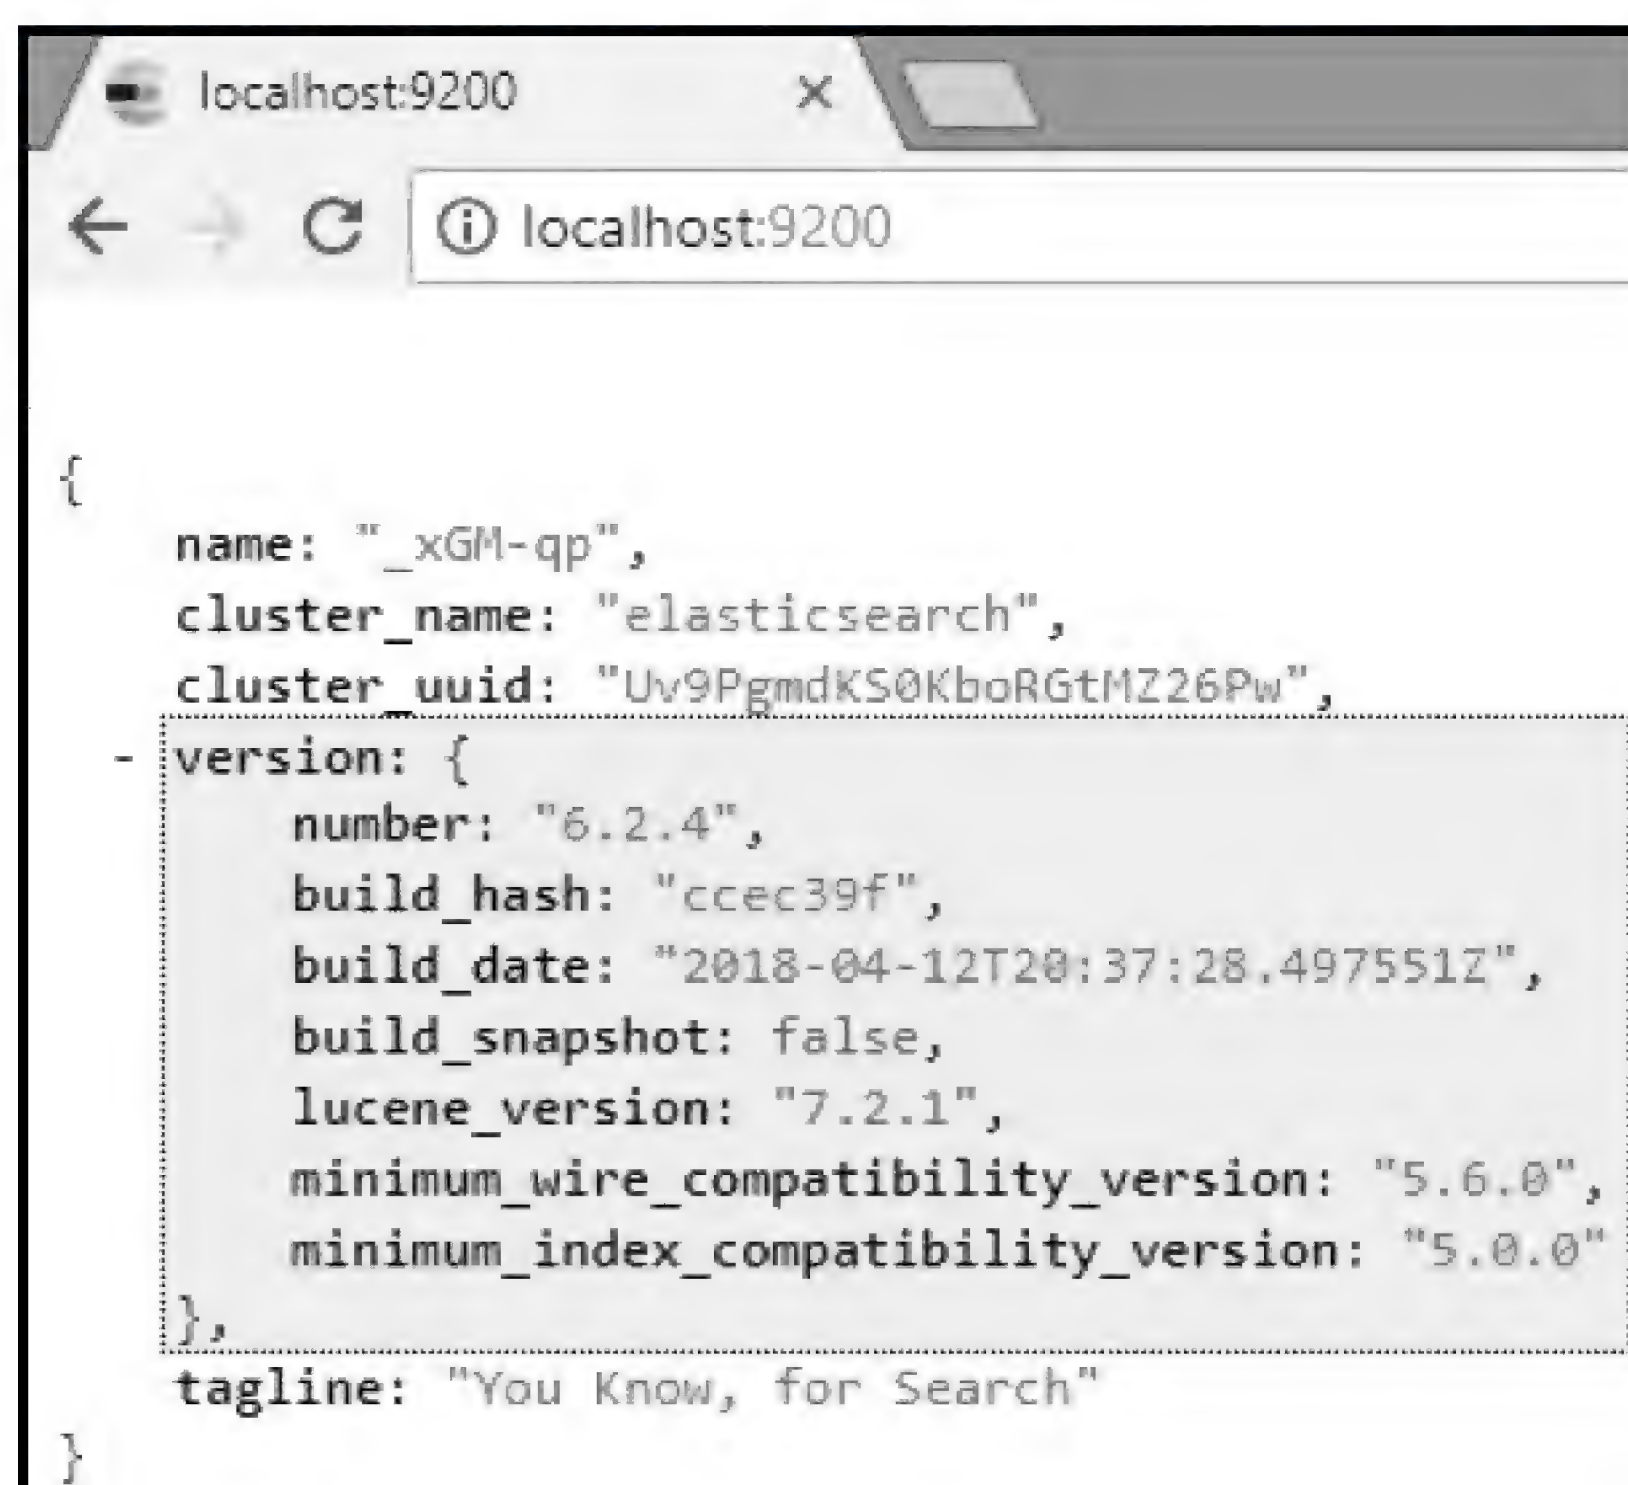 localhost:9200
localhost:9200
{
name: "_xGM-qp",
cluster_name: "elasticsearch",
cluster_uuid: "Uv9PgmdKS0KboRGtMZ26Pw",
- version: {
number: "6.2.4",
build_hash: "ccec39f",
build_date: "2018-04-12T20:37:28.497551Z",
build_snapshot: false,
lucene_version: "7.2.1",
minimum_wire_compatibility_version: "5.6.0",
minimum_index_compatibility_version: "5.0.0"
},
tagline: "You Know, for Search"
}